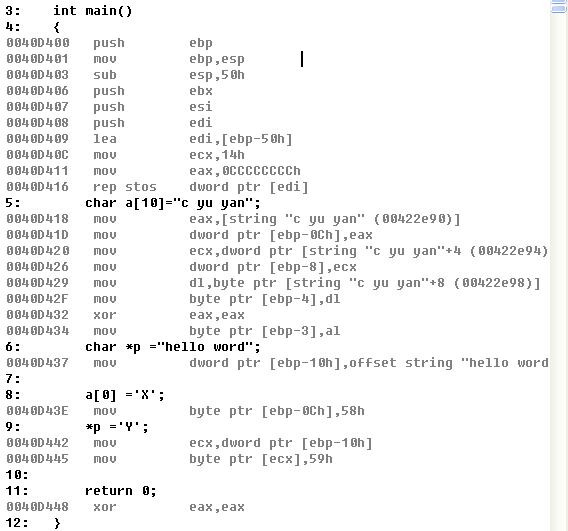 3:    int main()
4:    {
0040D400   push        ebp
0040D401   mov         ebp,esp
0040D403   sub         esp,50h
0040D406   push        ebx
0040D407   push        esi
0040D408   push        edi
0040D409   lea         edi,[ebp-50h]
0040D40C   mov         ecx,14h
0040D411   mov         eax,0CCCCCCCCh
0040D416   rep stos    dword ptr [edi]
5:        char a[10]="c yu yan";
0040D418   mov         eax,[string "c yu yan" (00422e90)]
0040D41D   mov         dword ptr [ebp-0Ch],eax
0040D420   mov         ecx,dword ptr [string "c yu yan"+4 (00422e94)
0040D426   mov         dword ptr [ebp-8],ecx
0040D429   mov         dl,byte ptr [string "c yu yan"+8 (00422e98)]
0040D42F   mov         byte ptr [ebp-4],dl
0040D432   xor         eax,eax
0040D434   mov         byte ptr [ebp-3],al
6:        char *p ="hello word";
0040D437   mov         dword ptr [ebp-10h],offset string "hello word
7:
8:        a[0] ='X';
0040D43E   mov         byte ptr [ebp-0Ch],58h
9:        *p ='Y';
0040D442   mov         ecx,dword ptr [ebp-10h]
0040D445   mov         byte ptr [ecx],59h
10:
11:       return 0;
0040D448   xor         eax,eax
12:   }